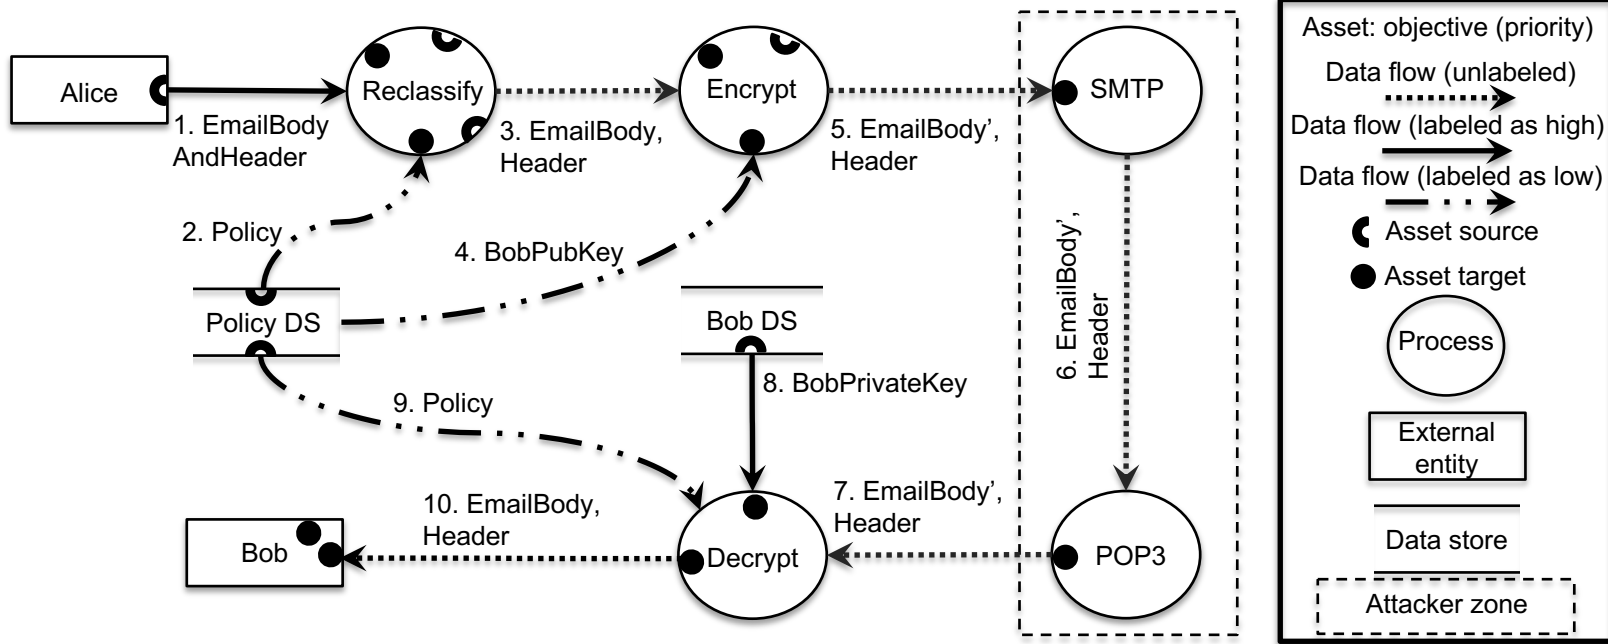 Alice
1. EmailBody
AndHeader
Reclassify
3. EmailBody,
Header
Encrypt
5. EmailBody’,
Header
SMTP
2. Policy
4. BobPubKey
Policy DS
Bob DS
6. EmailBody’,
Header
8. BobPrivateKey
9. Policy
10. EmailBody,
Header
7. EmailBody’,
Header
Bob
Decrypt
POP3
Asset: objective (priority)
Data flow (unlabeled)
Data flow (labeled as high)
Data flow (labeled as low)
Asset source
Asset target
Process
External
entity
Data store
Attacker zone